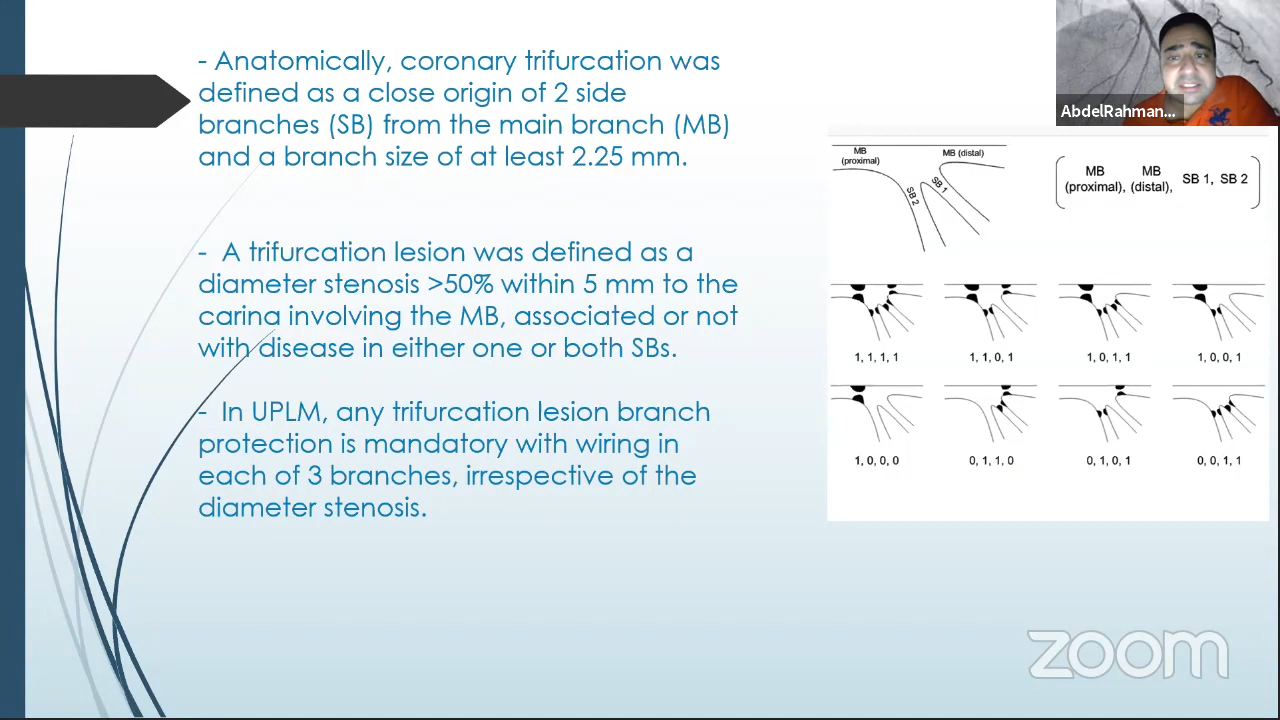 - Anatomically, coronary trifurcation was
defined as a close origin of 2 side
branches (SB) from the main branch (MB)
and a branch size of at least 2.25 mm.
- A trifurcation lesion was defined as a
diameter stenosis >50% within 5 mm to the
carina involving the MB, associated or not
with disease in either one or both SBs.
- In UPLM, any trifurcation lesion branch
protection is mandatory with wiring in
each of 3 branches, irrespective of the
diameter stenosis.
AbdelRahman...
MB
(proximal)
MB (distal)
SB 1
SB 2
MB MB
(proximal), (distal), SB 1, SB 2
1, 1, 1, 1
1, 1, 0, 1
1, 0, 1, 1
1, 0, 0, 1
1, 0, 0, 0
0, 1, 1, 0
0, 1, 0, 1
0, 0, 1, 1
zoom